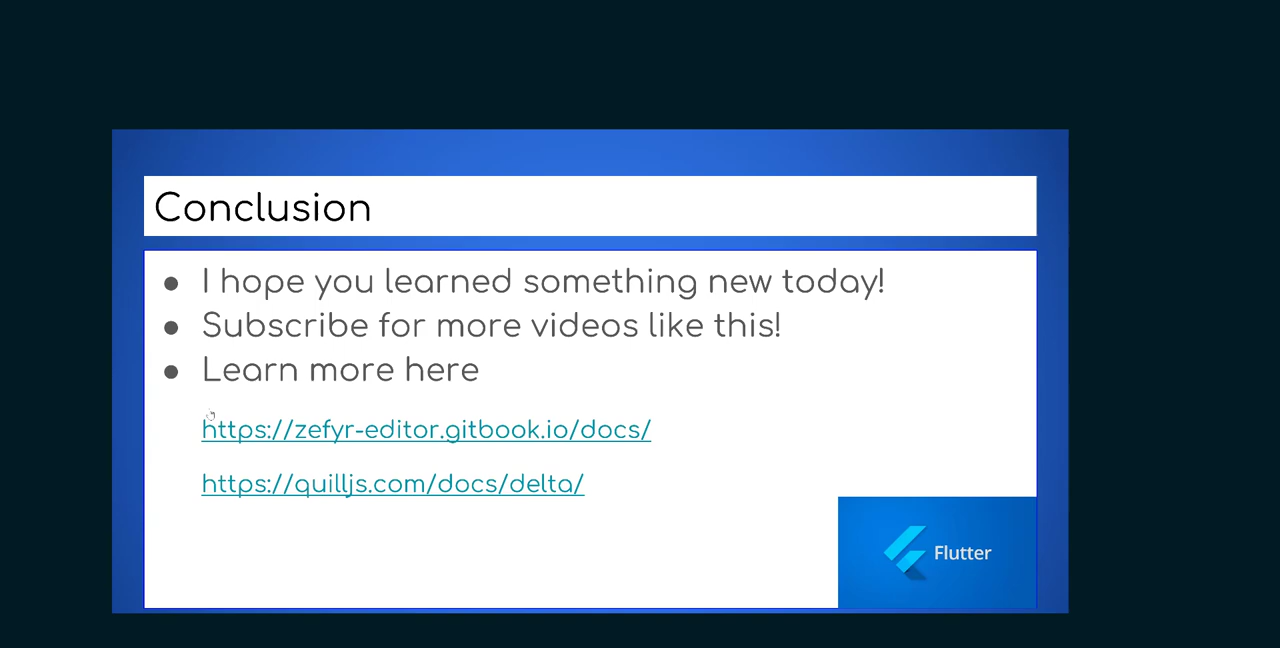 Conclusion
● I hope you learned something new today!
● Subscribe for more videos like this!
● Learn more here
https://zefyr-editor.gitbook.io/docs/
https://quilljs.com/docs/delta/
Flutter